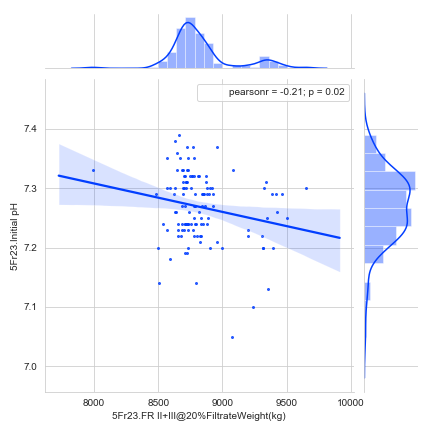 pearsonr = -0.21; p = 0.02
7.4
7.3
7.2
7.1
7.0
5Fr23.Initial pH
8000 8500 9000 9500 10000
5Fr23.FR II+III@20%FiltrateWeight(kg)